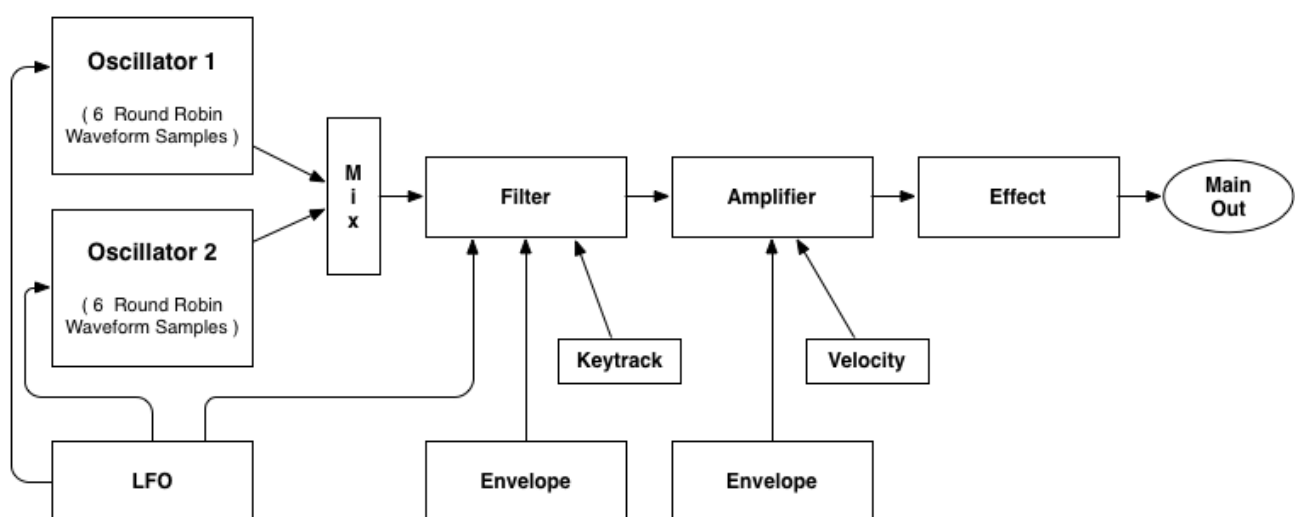 Oscillator 1
( 6 Round Robin
Waveform Samples )
Oscillator 2
( 6 Round Robin
Waveform Samples )
M
i
x
Filter
Amplifier
Effect
Main
Out
Keytrack
Velocity
LFO
Envelope
Envelope